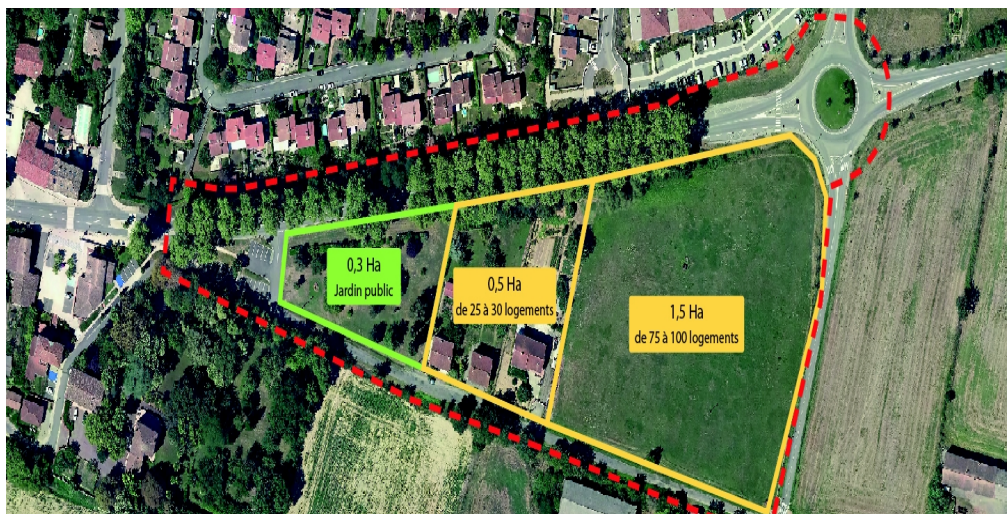 0,3 Ha
Jardin public
0,5 Ha
de 25 à 30 logements
1,5 Ha
de 75 à 100 logements